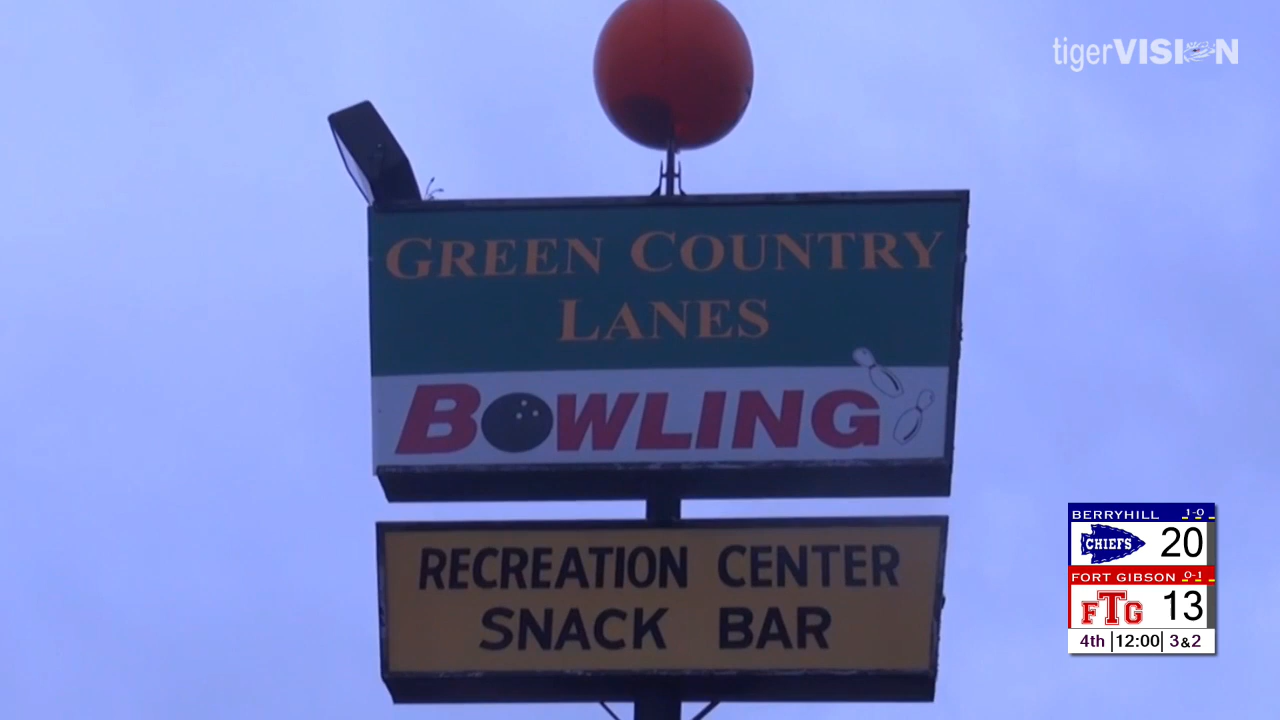 tigerVISION
GREEN COUNTRY
LANES
BOWLING
RECREATION CENTER
SNACK BAR
BERRYHILL 1-0
CHIEFS 20
FORT GIBSON 0-1
FTG 13
4th 12:00 3&2